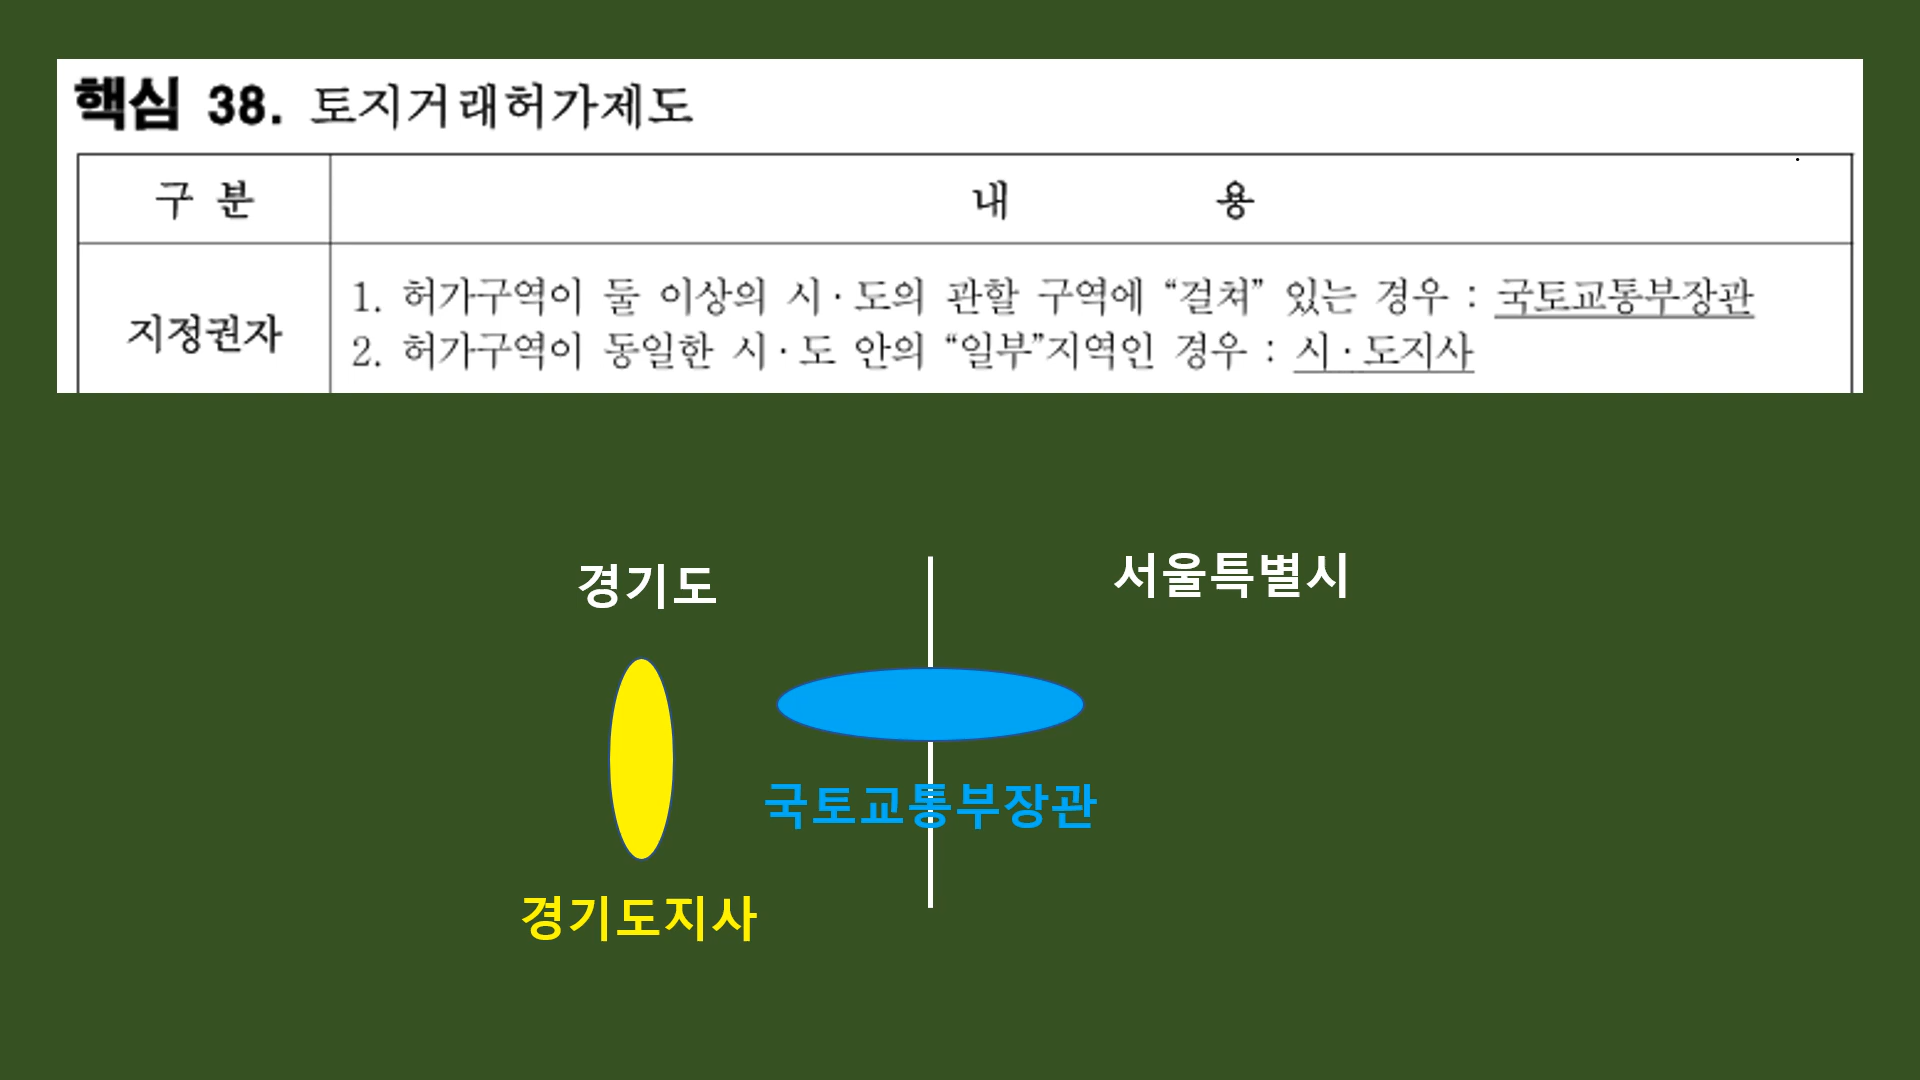 핵심 38. 토지거래허가제도
구 분 내 용
지정권자
1. 허가구역이 둘 이상의 시·도의 관할 구역에 “걸쳐” 있는 경우 : 국토교통부장관
2. 허가구역이 동일한 시·도 안의 “일부”지역인 경우 : 시·도지사
경기도
서울특별시
국토교통부장관
경기도지사